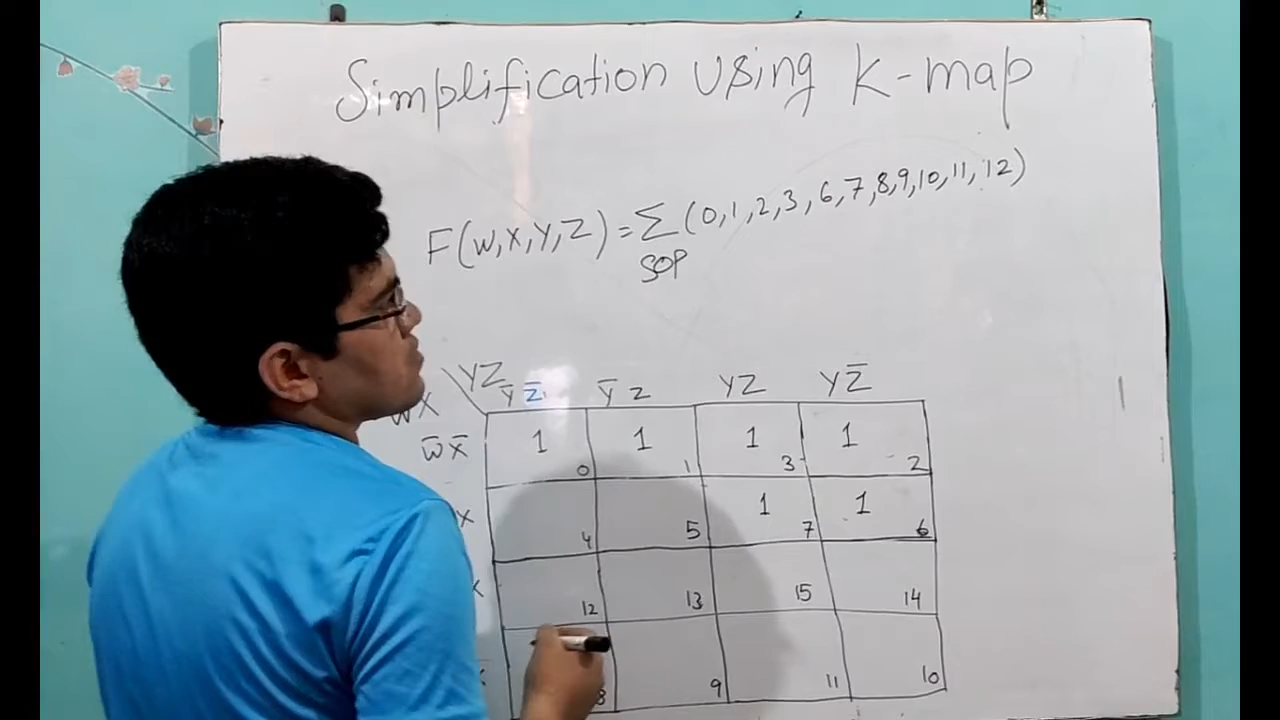 Simplification using K-map
F(W,X,Y,Z)=∑(0,1,2,3,6,7,8,9,10,11,12)
SOP
YZ
WX
Y̅ Z̅ Y̅ Z YZ YZ̅
W̅ X̅ 1 0 1 1 1 3 1 2
X 4 5 1 7 1 6
X 12 13 15 14
X̅ 8 9 11 10